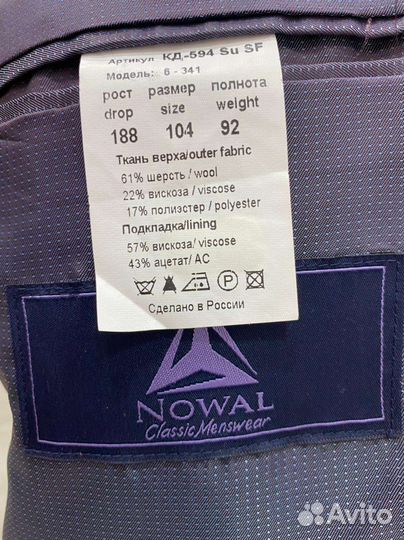 Артикул КД-594 Su SF
Модель: 6 - 341
рост размер полнота
drop size weight
188 104 92
Ткань верха/outer fabric
61% шерсть / wool
22% вискоза / viscose
17% полиэстер / polyester
Подкладка/lining
57% вискоза/ viscose
43% ацетат/ AC
P
Сделано в России
NOWAL
Classic Menswear
Avito